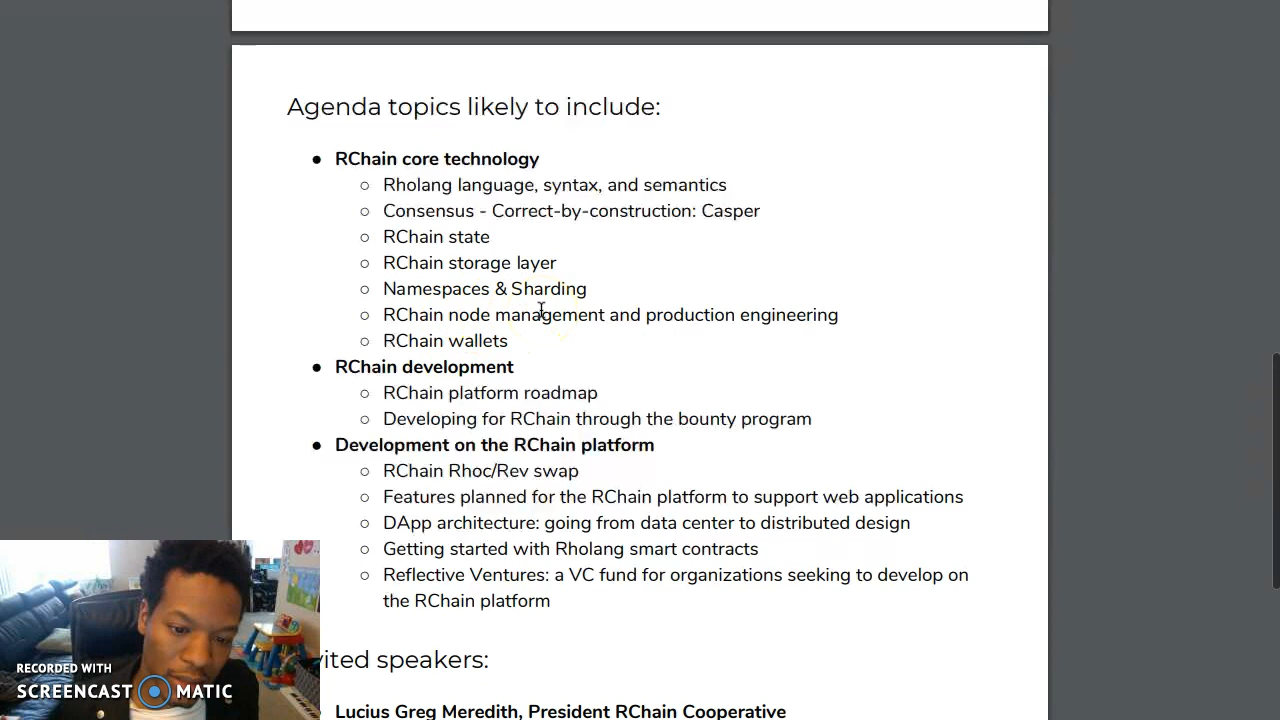 Agenda topics likely to include:
● RChain core technology
○ Rholang language, syntax, and semantics
○ Consensus - Correct-by-construction: Casper
○ RChain state
○ RChain storage layer
○ Namespaces & Sharding
○ RChain node management and production engineering
○ RChain wallets
● RChain development
○ RChain platform roadmap
○ Developing for RChain through the bounty program
● Development on the RChain platform
○ RChain Rhoc/Rev swap
○ Features planned for the RChain platform to support web applications
○ DApp architecture: going from data center to distributed design
○ Getting started with Rholang smart contracts
○ Reflective Ventures: a VC fund for organizations seeking to develop on
the RChain platform
vited speakers:
Lucius Greg Meredith, President RChain Cooperative
RECORDED WITH
SCREENCAST MATIC